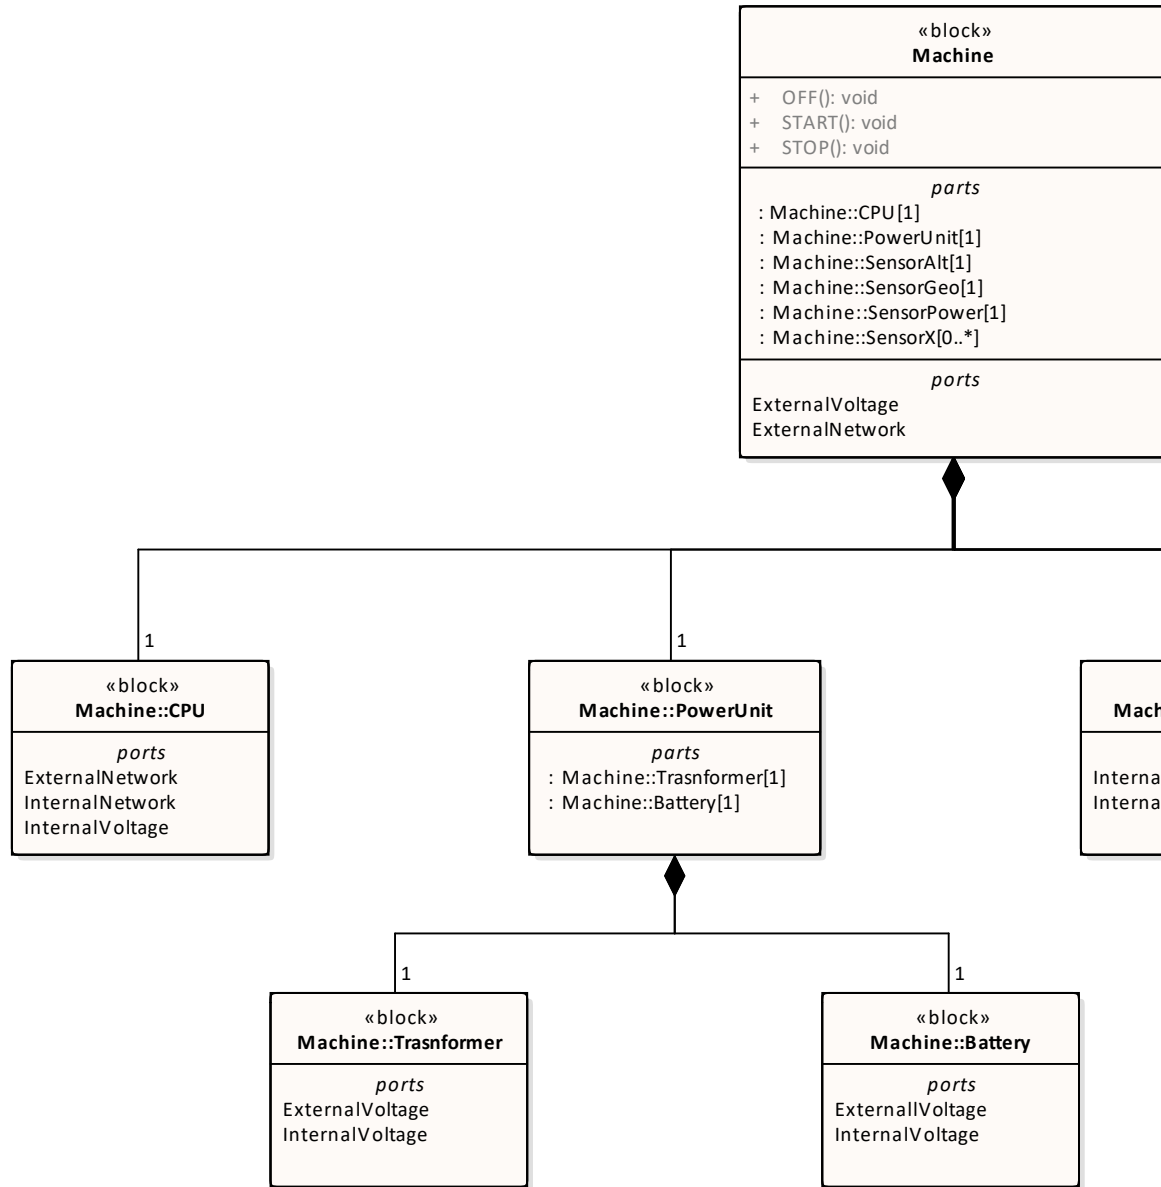 «block»
Machine
+ OFF(): void
+ START(): void
+ STOP(): void
parts
: Machine::CPU[1]
: Machine::PowerUnit[1]
: Machine::SensorAlt[1]
: Machine::SensorGeo[1]
: Machine::SensorPower[1]
: Machine::SensorX[0..*]
ports
ExternalVoltage
ExternalNetwork
1
1
«block»
Machine::CPU
ports
ExternalNetwork
InternalNetwork
InternalVoltage
«block»
Machine::PowerUnit
parts
: Machine::Trasnformer[1]
: Machine::Battery[1]
Mach
Interna
Interna
1
1
«block»
Machine::Trasnformer
ports
ExternalVoltage
InternalVoltage
«block»
Machine::Battery
ports
ExternallVoltage
InternalVoltage